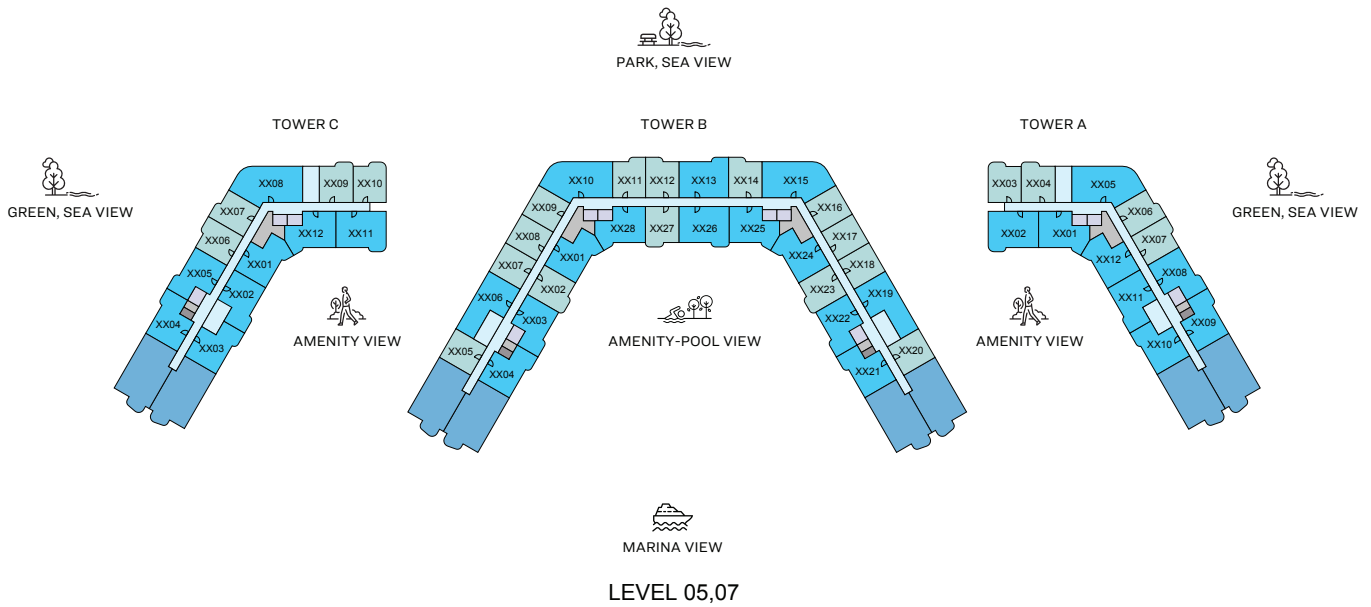 PARK, SEA VIEW
TOWER C
TOWER B
TOWER A
GREEN, SEA VIEW
GREEN, SEA VIEW
XX08
XX09
XX10
XX07
XX06
XX12
XX11
XX01
XX05
XX02
XX04
XX03
AMENITY VIEW
XX10
XX11
XX12
XX13
XX14
XX15
XX09
XX16
XX28
XX27
XX26
XX25
XX08
XX17
XX01
XX24
XX07
XX18
XX02
XX23
XX06
XX19
XX03
XX22
XX05
XX20
XX04
XX21
AMENITY-POOL VIEW
XX03
XX04
XX05
XX06
XX02
XX01
XX07
XX12
XX08
XX11
XX09
XX10
AMENITY VIEW
MARINA VIEW
LEVEL 05,07